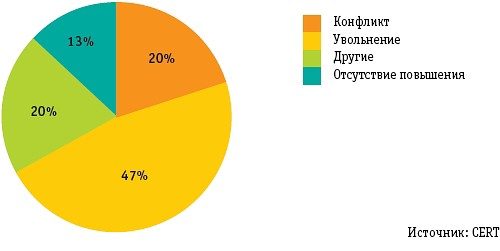 Конфликт
Увольнение
Другие
Отсутствие повышения
13%
20%
20%
47%
Источник: CERT